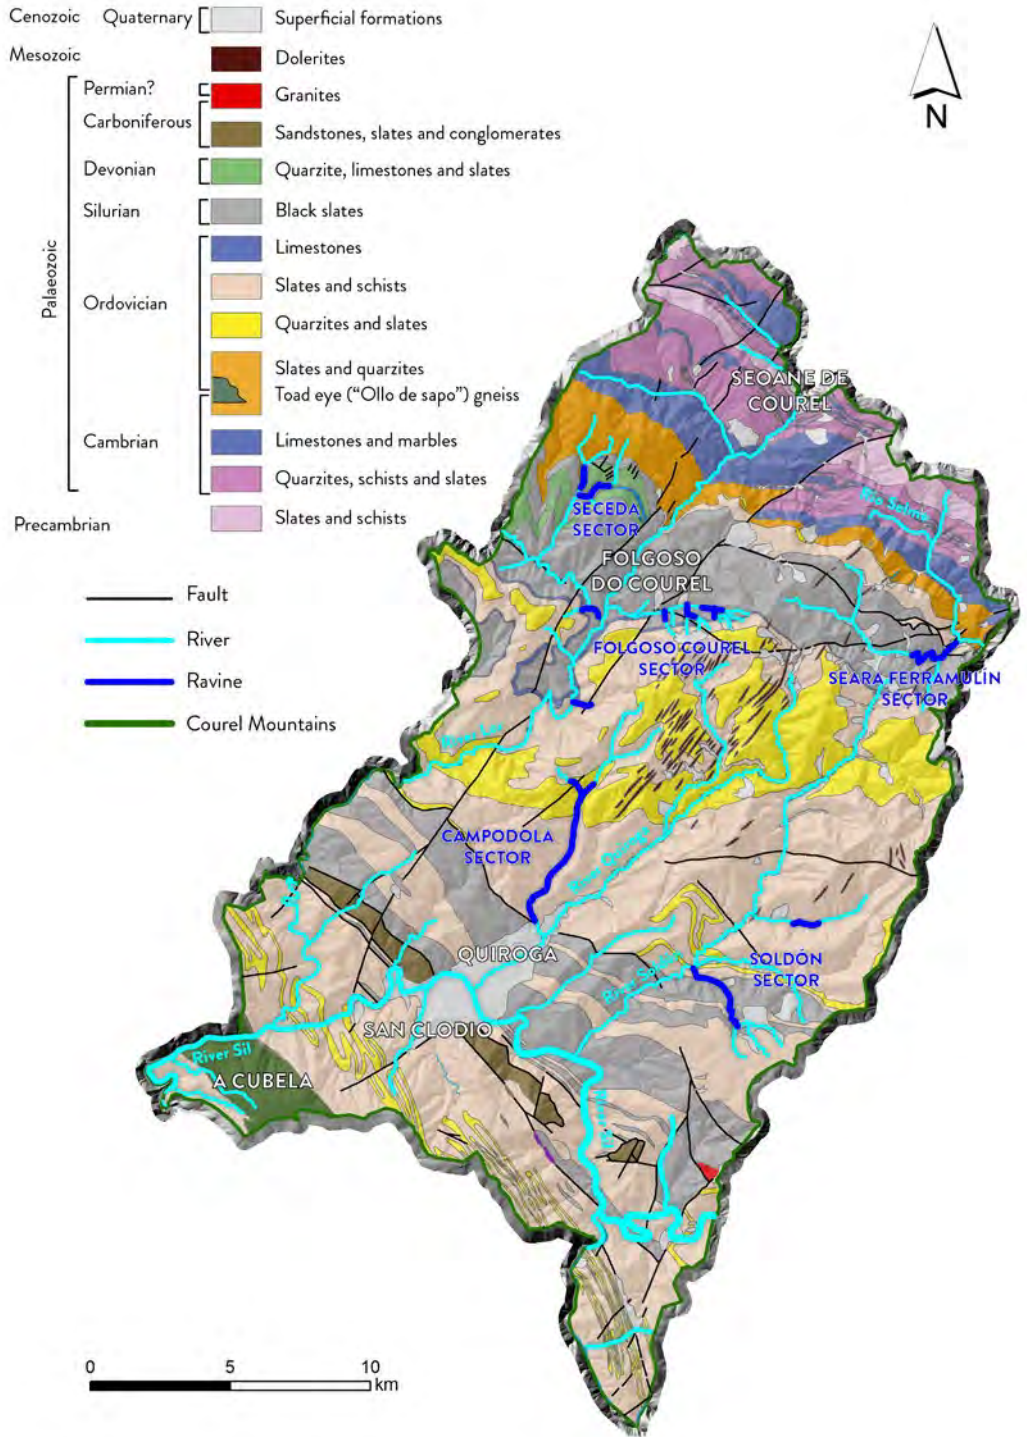 Cenozoic Quaternary Superficial formations
Mesozoic Dolerites
Permian? Granites
Carboniferous Sandstones, slates and conglomerates
Devonian Quartzite, limestones and slates
Silurian Black slates
Palaeozoic
Limestones
Slates and schists
Ordovician
Quarzites and slates
Slates and quarzites
Toad eye ("Ollo de sapo") gneiss
Cambrian Limestones and marbles
Quarzites, schists and slates
Precambrian Slates and schists
Fault
River
Ravine
Courel Mountains
N
SEOANE DE
COUREL
Río Selmo
SECEDA
SECTOR
FOLGOSO
DO COUREL
FOLGOSO COUREL
SECTOR
SEARA FERRAMULÍN
SECTOR
River Lor
CAMPODOLA
SECTOR
River Quiroga
QUIROGA
SOLDÓN
SECTOR
River Soldón
SAN CLODIO
River Sil
A CUBELA
River Sil
0 5 10
km